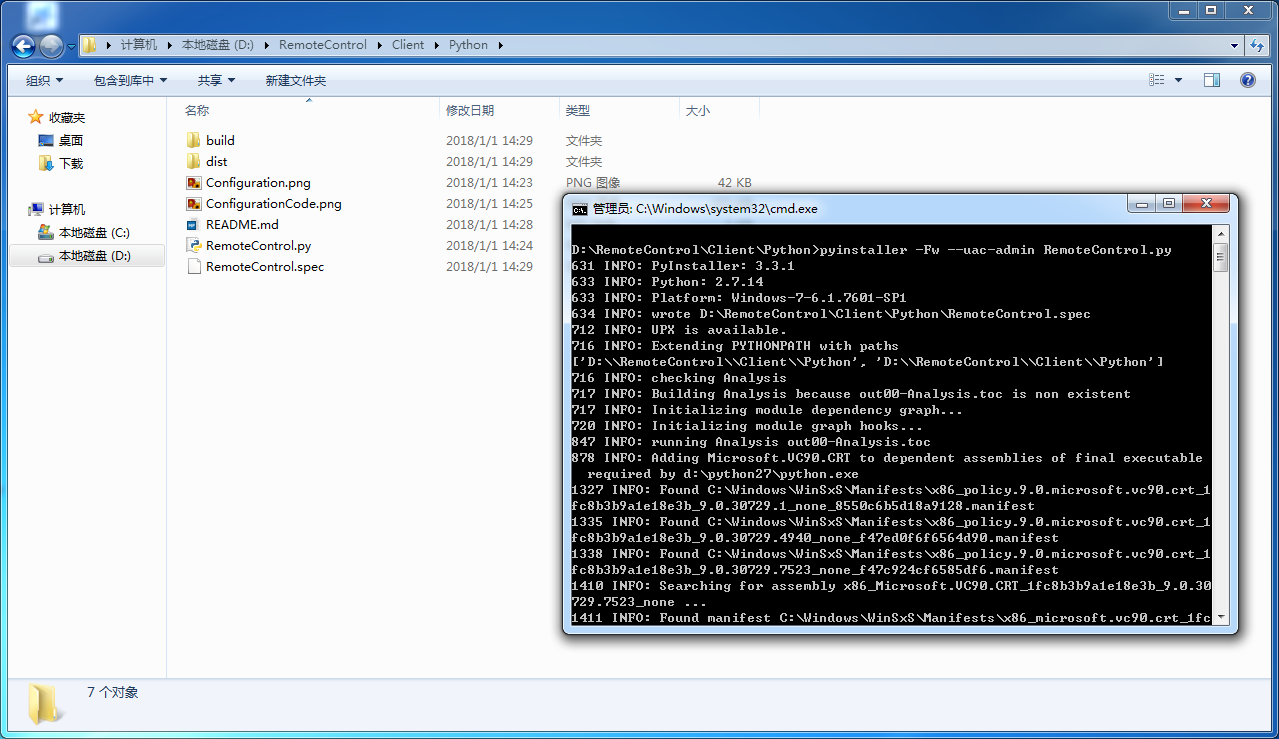 计算机 本地磁盘 (D:) RemoteControl Client Python
组织 包含到库中 共享 新建文件夹
收藏夹
桌面
下载
计算机
本地磁盘 (C:)
本地磁盘 (D:)
名称 修改日期 类型 大小
build 2018/1/1 14:29 文件夹
dist 2018/1/1 14:29 文件夹
Configuration.png 2018/1/1 14:23 PNG 图像 42 KB
ConfigurationCode.png 2018/1/1 14:25
README.md 2018/1/1 14:28
RemoteControl.py 2018/1/1 14:24
RemoteControl.spec 2018/1/1 14:29
管理员: C:\Windows\system32\cmd.exe
D:\RemoteControl\Client\Python>pyinstaller -Fw --uac-admin RemoteControl.py
631 INFO: PyInstaller: 3.3.1
633 INFO: Python: 2.7.14
633 INFO: Platform: Windows-7-6.1.7601-SP1
634 INFO: wrote D:\RemoteControl\Client\Python\RemoteControl.spec
712 INFO: UPX is available.
716 INFO: Extending PYTHONPATH with paths
['D:\\RemoteControl\\Client\\Python', 'D:\\RemoteControl\\Client\\Python']
716 INFO: checking Analysis
717 INFO: Building Analysis because out00-Analysis.toc is non existent
717 INFO: Initializing module dependency graph...
720 INFO: Initializing module graph hooks...
847 INFO: running Analysis out00-Analysis.toc
878 INFO: Adding Microsoft.VC90.CRT to dependent assemblies of final executable
required by d:\python27\python.exe
1327 INFO: Found C:\Windows\WinSxS\Manifests\x86_policy.9.0.microsoft.vc90.crt_1
fc8b3b9a1e18e3b_9.0.30729.1_none_8550c6b5d18a9128.manifest
1335 INFO: Found C:\Windows\WinSxS\Manifests\x86_policy.9.0.microsoft.vc90.crt_1
fc8b3b9a1e18e3b_9.0.30729.4940_none_f47ed0f6f6564d90.manifest
1338 INFO: Found C:\Windows\WinSxS\Manifests\x86_policy.9.0.microsoft.vc90.crt_1
fc8b3b9a1e18e3b_9.0.30729.7523_none_f47c924cf6585df6.manifest
1410 INFO: Searching for assembly x86_Microsoft.VC90.CRT_1fc8b3b9a1e18e3b_9.0.30
729.7523_none ...
1411 INFO: Found manifest C:\Windows\WinSxS\Manifests\x86_microsoft.vc90.crt_1fc
7 个对象